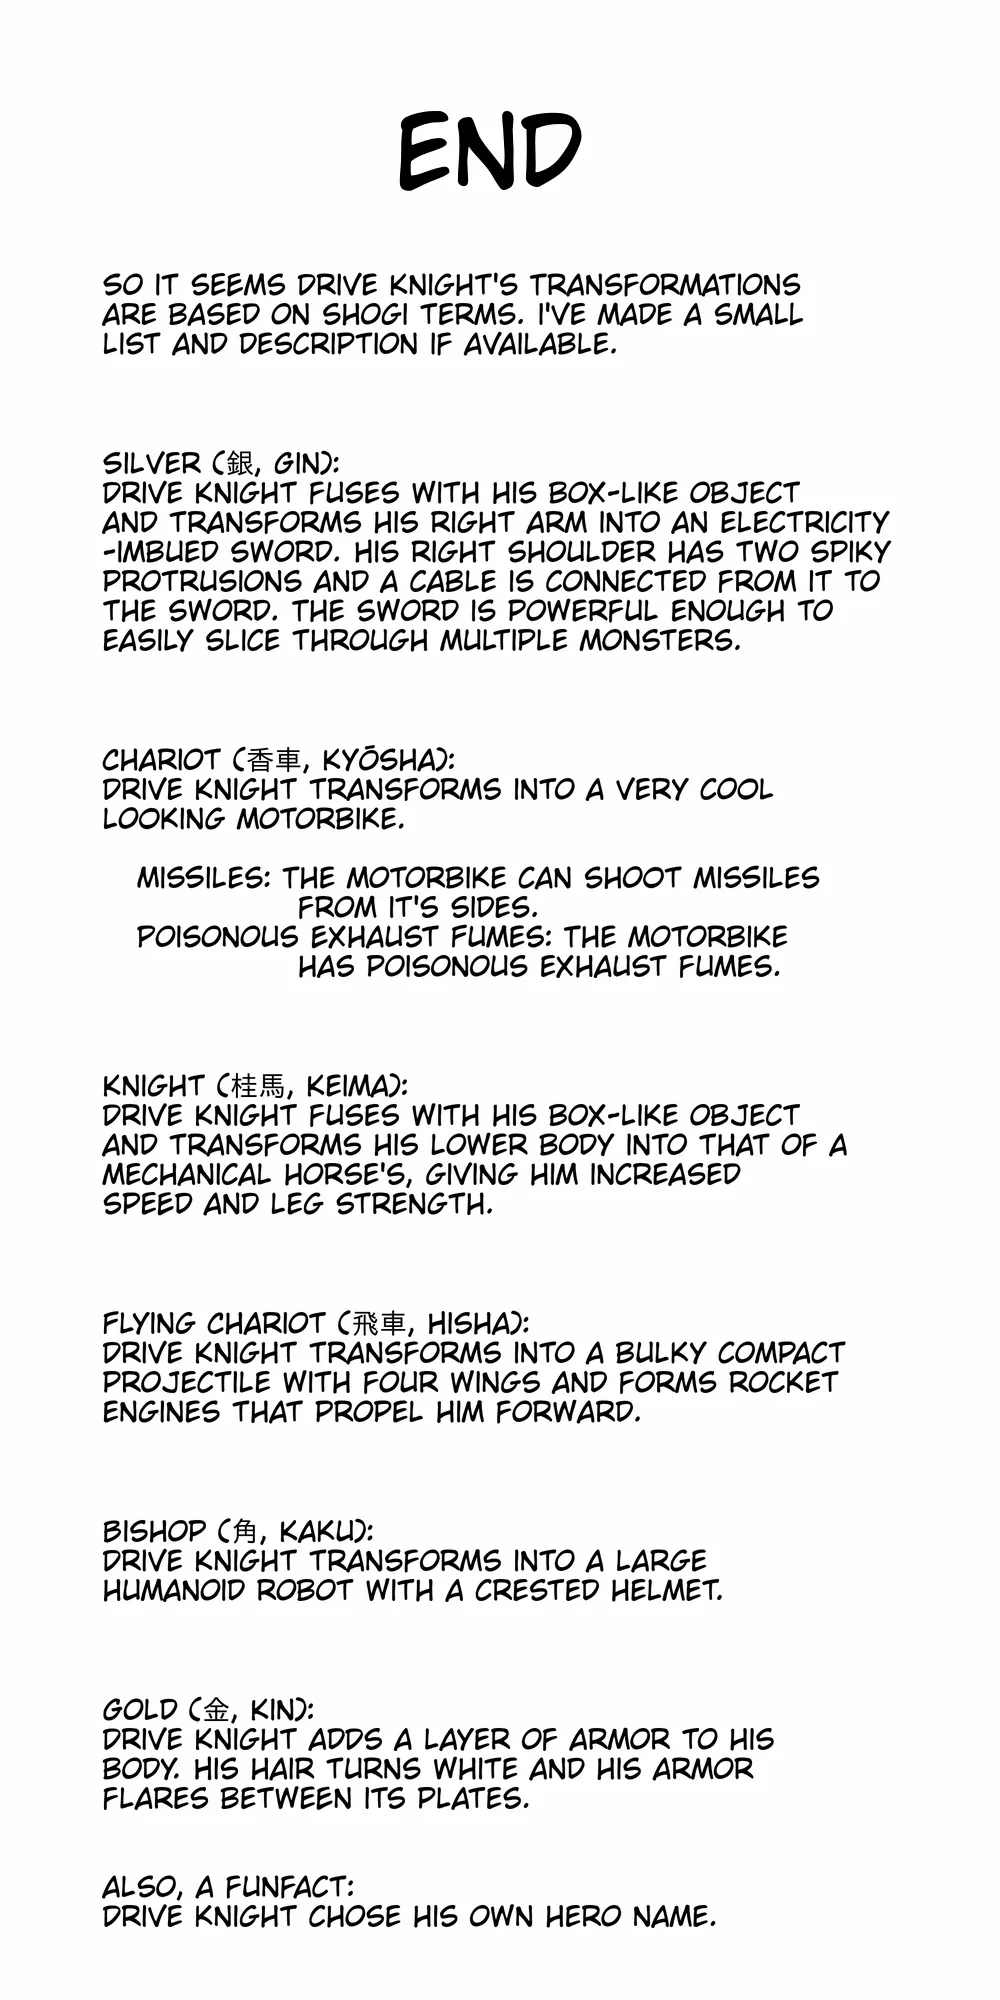 END
SO IT SEEMS DRIVE KNIGHT'S TRANSFORMATIONS
ARE BASED ON SHOGI TERMS. I'VE MADE A SMALL
LIST AND DESCRIPTION IF AVAILABLE.
SILVER (銀, GIN):
DRIVE KNIGHT FUSES WITH HIS BOX-LIKE OBJECT
AND TRANSFORMS HIS RIGHT ARM INTO AN ELECTRICITY
-IMBUED SWORD. HIS RIGHT SHOULDER HAS TWO SPIKY
PROTRUSIONS AND A CABLE IS CONNECTED FROM IT TO
THE SWORD. THE SWORD IS POWERFUL ENOUGH TO
EASILY SLICE THROUGH MULTIPLE MONSTERS.
CHARIOT (香車, KYŌSHA):
DRIVE KNIGHT TRANSFORMS INTO A VERY COOL
LOOKING MOTORBIKE.
MISSILES: THE MOTORBIKE CAN SHOOT MISSILES
FROM IT'S SIDES.
POISONOUS EXHAUST FUMES: THE MOTORBIKE
HAS POISONOUS EXHAUST FUMES.
KNIGHT (桂馬, KEIMA):
DRIVE KNIGHT FUSES WITH HIS BOX-LIKE OBJECT
AND TRANSFORMS HIS LOWER BODY INTO THAT OF A
MECHANICAL HORSE'S, GIVING HIM INCREASED
SPEED AND LEG STRENGTH.
FLYING CHARIOT (飛車, HISHA):
DRIVE KNIGHT TRANSFORMS INTO A BULKY COMPACT
PROJECTILE WITH FOUR WINGS AND FORMS ROCKET
ENGINES THAT PROPEL HIM FORWARD.
BISHOP (角, KAKU):
DRIVE KNIGHT TRANSFORMS INTO A LARGE
HUMANOID ROBOT WITH A CRESTED HELMET.
GOLD (金, KIN):
DRIVE KNIGHT ADDS A LAYER OF ARMOR TO HIS
BODY. HIS HAIR TURNS WHITE AND HIS ARMOR
FLARES BETWEEN ITS PLATES.
ALSO, A FUNFACT:
DRIVE KNIGHT CHOSE HIS OWN HERO NAME.